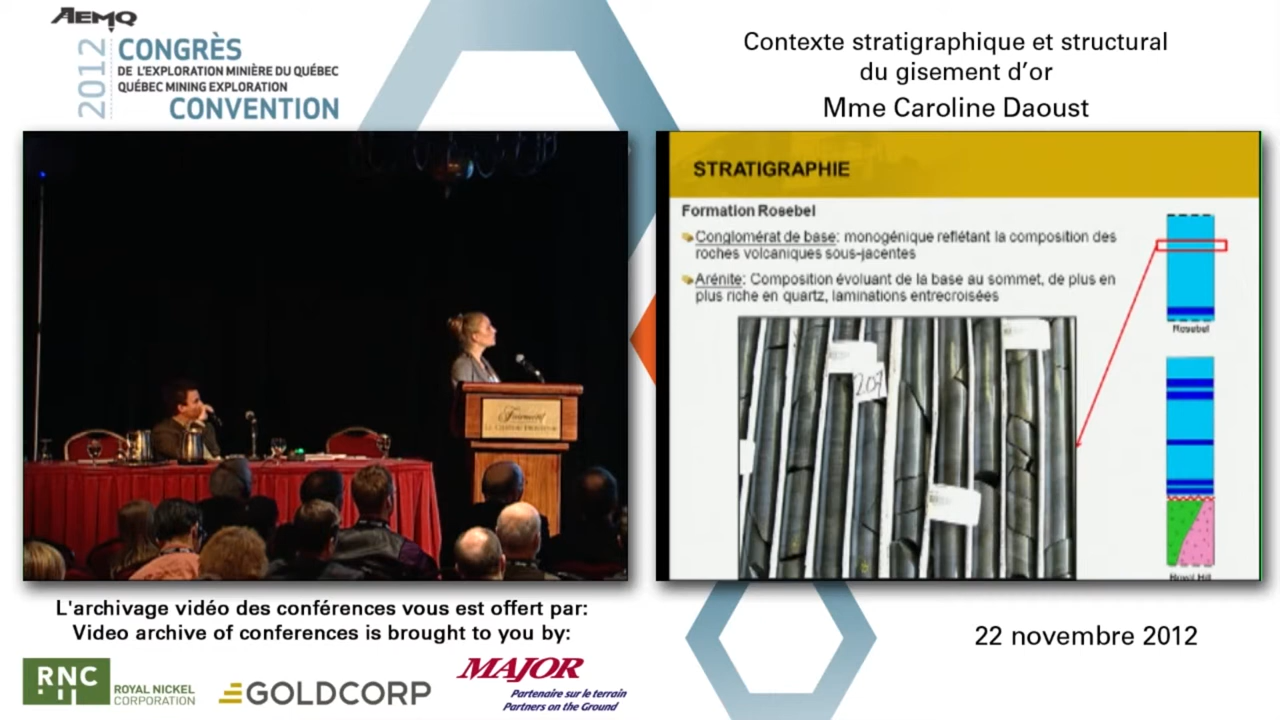 AEMQ
2012
CONGRÈS
DE L'EXPLORATION MINIÈRE DU QUÉBEC
QUÉBEC MINING EXPLORATION
CONVENTION
Contexte stratigraphique et structural
du gisement d'or
Mme Caroline Daoust
Fairmont
STRATIGRAPHIE
Formation Rosebel
Conglomérat de base: monogénique reflétant la composition des
roches volcaniques sous-jacentes
Arénite: Composition évoluant de la base au sommet, de plus en
plus riche en quartz, laminations entrecroisées
207
Rosebel
Royal Hill
L'archivage vidéo des conférences vous est offert par:
Video archive of conferences is brought to you by:
22 novembre 2012
RNC
ROYAL NICKEL
CORPORATION
GOLDCORP
MAJOR
Partenaire sur le terrain
Partners on the Ground